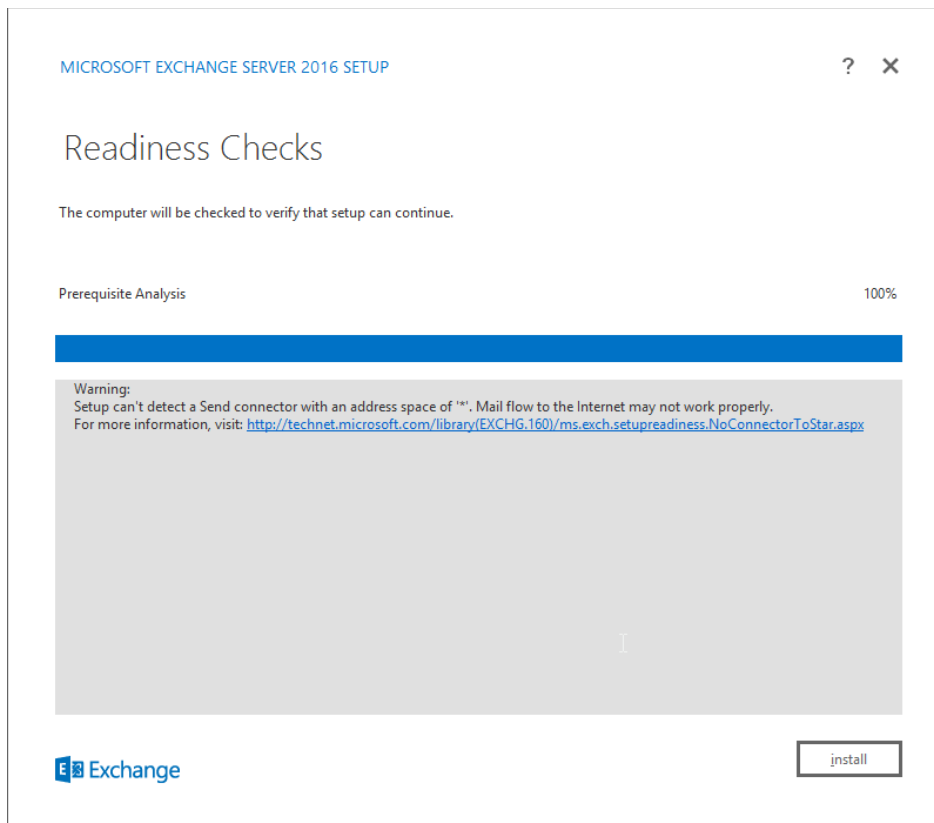 MICROSOFT EXCHANGE SERVER 2016 SETUP
?
Readiness Checks
The computer will be checked to verify that setup can continue.
Prerequisite Analysis 100%
Warning:
Setup can't detect a Send connector with an address space of '*'. Mail flow to the Internet may not work properly.
For more information, visit: http://technet.microsoft.com/library(EXCHG.160)/ms.exch.setupreadiness.NoConnectorToStar.aspx
Exchange
install